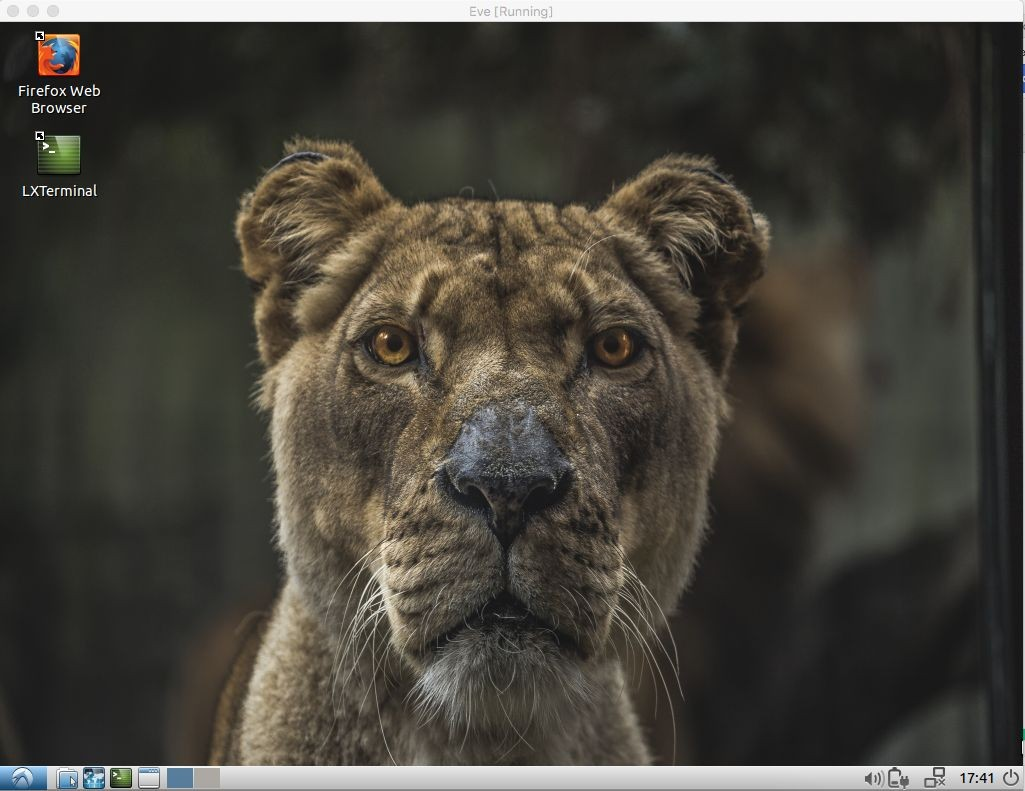 Eve [Running]
Firefox Web
Browser
LXTerminal
17:41